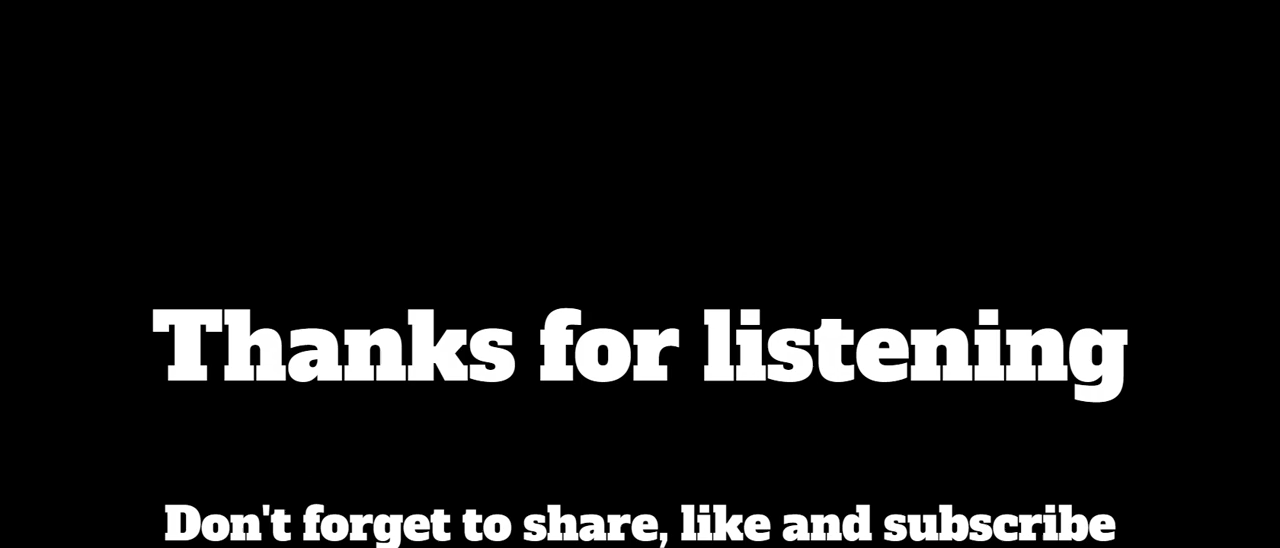 Thanks for listening
Don't forget to share, like and subscribe